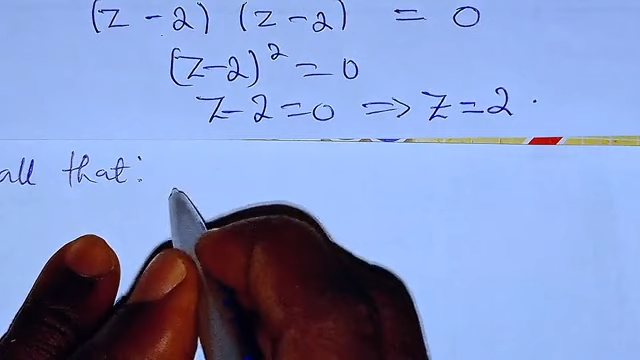 (z - 2) (z - 2) = 0
(z-2)² = 0
z-2=0 ⇒ z=2.
all that: